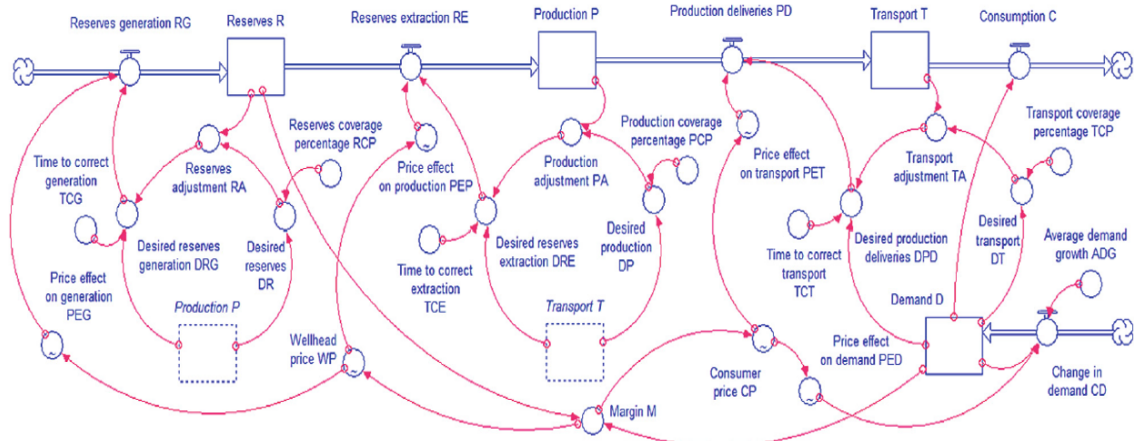 Reserves generation RG
Reserves R
Reserves extraction RE
Production P
Production deliveries PD
Transport T
Consumption C
Time to correct
generation
TCG
Reserves
adjustment RA
Reserves coverage
percentage RCP
Price effect
on production PEP
Production
adjustment PA
Production coverage
percentage PCP
Price effect
on transport PET
Transport
adjustment TA
Transport coverage
percentage TCP
Price effect
on generation
PEG
Desired reserves
generation DRG
Desired
reserves
DR
Time to correct
extraction
TCE
Desired reserves
extraction DRE
Desired
production
DP
Time to correct
transport
TCT
Desired production
deliveries DPD
Desired
transport
DT
Average demand
growth ADG
Production P
Wellhead
price WP
Transport T
Consumer
price CP
Price effect
on demand PED
Demand D
Change in
demand CD
Margin M
~
~
~
~
~
~
~